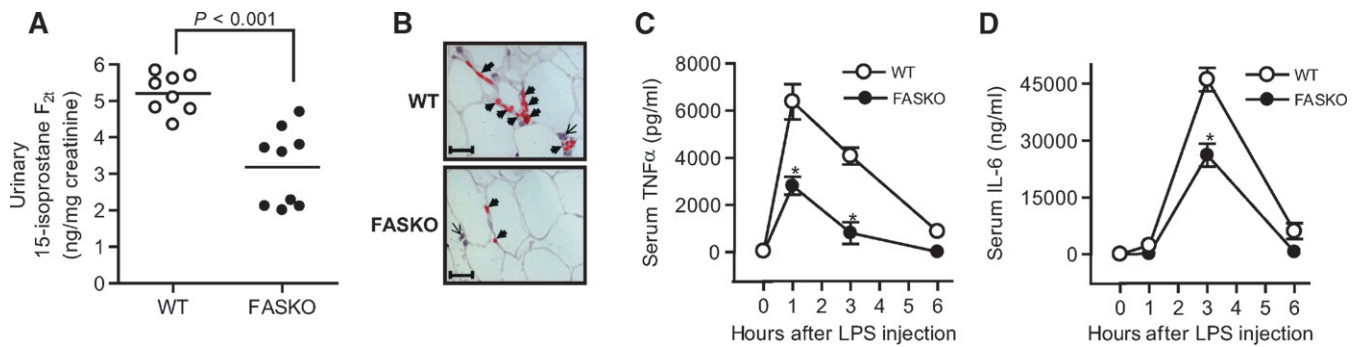 A
P < 0.001
Urinary
15-isoprostane F2t
(ng/mg creatinine)
6
5
4
3
2
1
0
WT
FASKO
B
WT
FASKO
C
Serum TNFα (pg/ml)
8000
6000
4000
2000
0
WT
FASKO
*
*
0 1 2 3 4 5 6
Hours after LPS injection
D
Serum IL-6 (ng/ml)
45000
30000
15000
0
WT
FASKO
*
0 1 2 3 4 5 6
Hours after LPS injection